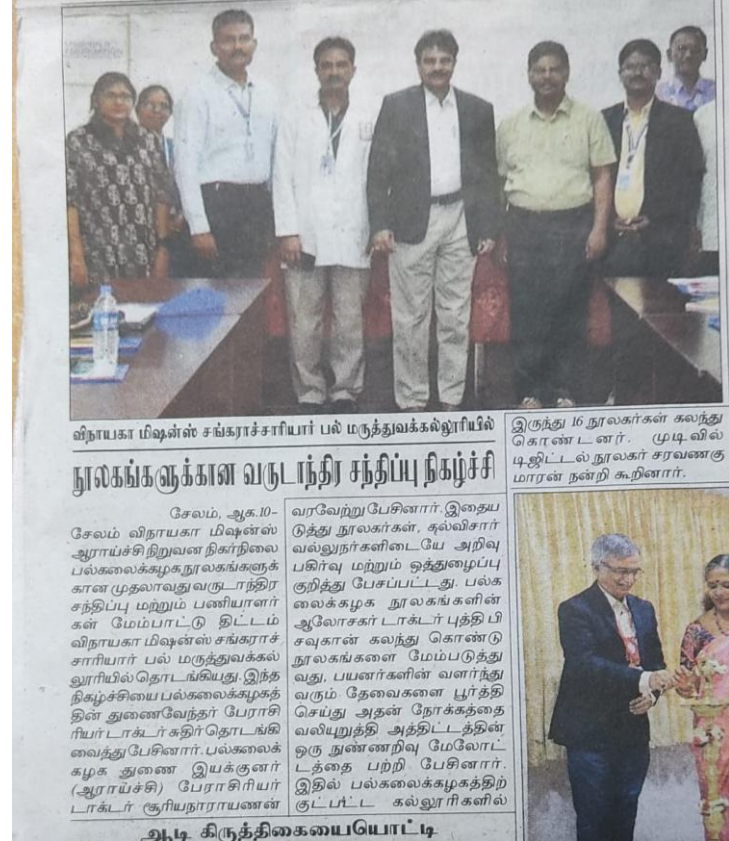 விநாயகா மிஷன்ஸ் சங்கராச்சாரியார் பல் மருத்துவக்கல்லூரியில்
நூலகங்களுக்கான வருடாந்திர சந்திப்பு நிகழ்ச்சி
சேலம், ஆக.10-
சேலம் விநாயகா மிஷன்ஸ்
ஆராய்ச்சி நிறுவன நிகர்நிலை
பல்கலைக்கழக நூலகங்களுக்
கான முதலாவது வருடாந்திர
சந்திப்பு மற்றும் பணியாளர்
கள் மேம்பாட்டு திட்டம்
விநாயகா மிஷன்ஸ் சங்கராச்
சாரியார் பல் மருத்துவக்கல்
லூரியில் தொடங்கியது. இந்த
நிகழ்ச்சியை பல்கலைக்கழகத்
தின் துணைவேந்தர் பேராசி
ரியர் டாக்டர் சுதிர் தொடங்கி
வைத்து பேசினார். பல்கலைக்
கழக துணை இயக்குனர்
(ஆராய்ச்சி) பேராசிரியர்
டாக்டர் சூரியநாராயணன்
வரவேற்று பேசினார். இதைய
டுத்து நூலகர்கள், கல்விசார்
வல்லுநர்களிடையே அறிவு
பகிர்வு மற்றும் ஒத்துழைப்பு
குறித்து பேசப்பட்டது. பல்க
லைக்கழக நூலகங்களின்
ஆலோசகர் டாக்டர் புத்தி பி
சவுகான் கலந்து கொண்டு
நூலகங்களை மேம்படுத்து
வது, பயனர்களின் வளர்ந்து
வரும் தேவைகளை பூர்த்தி
செய்து அதன் நோக்கத்தை
வலியுறுத்தி அத்திட்டத்தின்
ஒரு நுண்ணறிவு மேலோட்
டத்தை பற்றி பேசினார்.
இதில் பல்கலைக்கழகத்திற்
குட்பட்ட கல்லூரிகளில்
இருந்து 16 நூலகர்கள் கலந்து
கொண்டனர். முடிவில்
டிஜிட்டல் நூலகர் சரவணகு
மாரன் நன்றி கூறினார்.
ஆடி கிருத்திகையையொட்டி